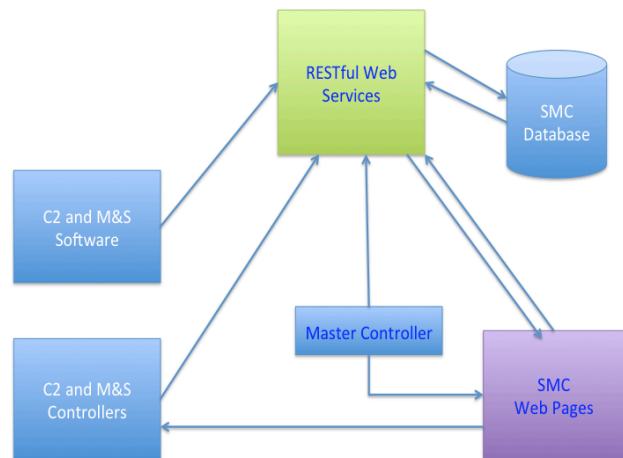 RESTful Web
Services
SMC
Database
C2 and M&S
Software
Master Controller
C2 and M&S
Controllers
SMC
Web Pages